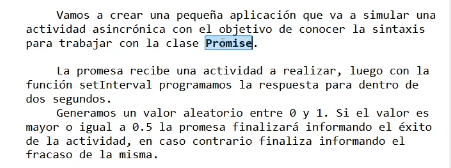 Vamos a crear una pequeña aplicación que va a simular una
actividad asincrónica con el objetivo de conocer la sintaxis
para trabajar con la clase Promise.
La promesa recibe una actividad a realizar, luego con la
función setInterval programamos la respuesta para dentro de
dos segundos.
Generamos un valor aleatorio entre 0 y 1. Si el valor es
mayor o igual a 0.5 la promesa finalizará informando el éxito
de la actividad, en caso contrario finaliza informando el
fracaso de la misma.